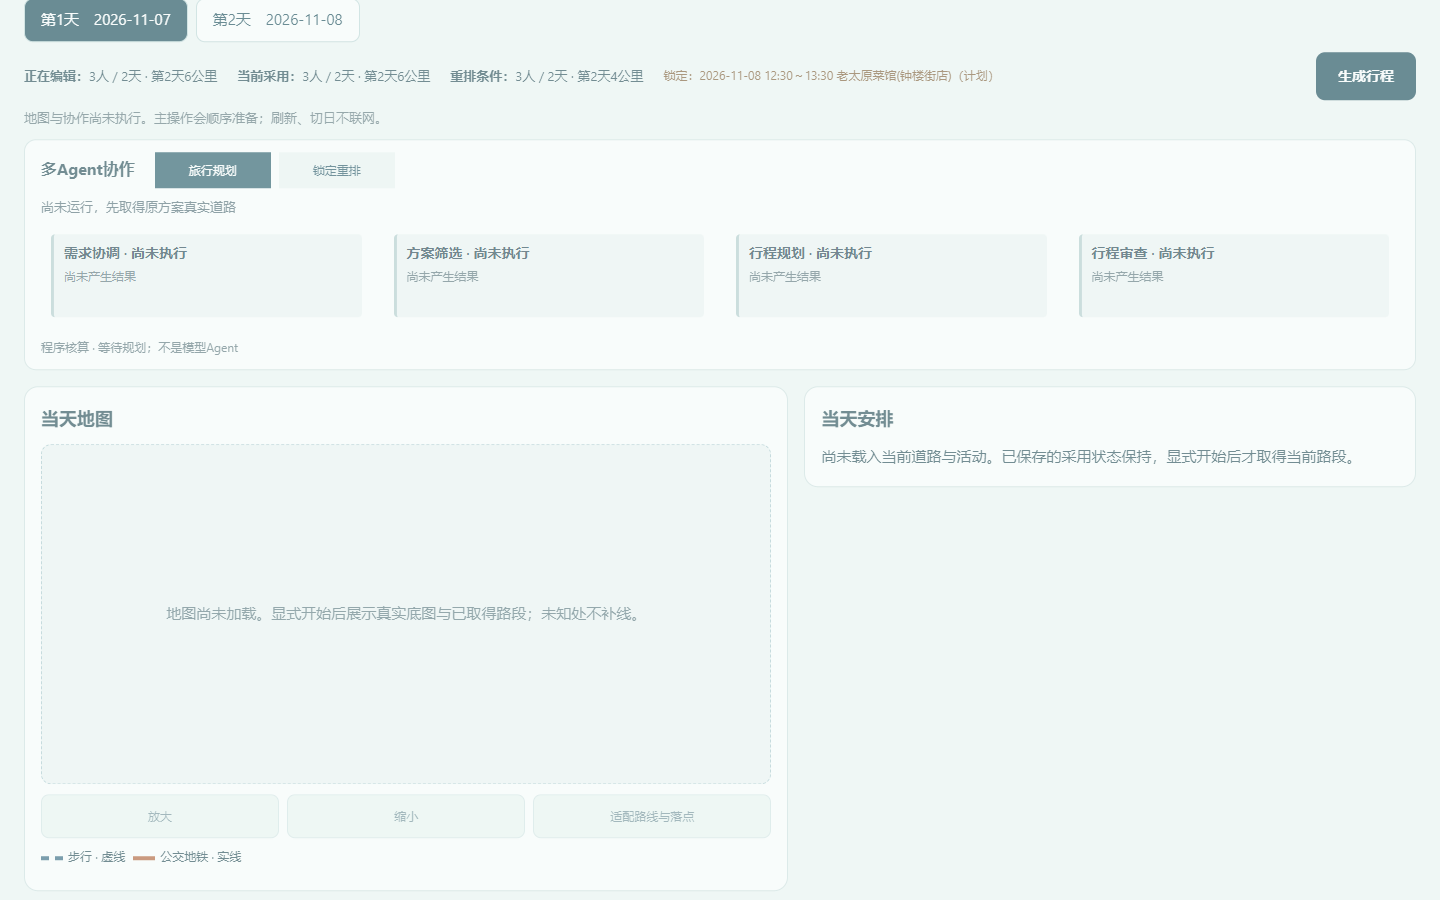 第1天 2026-11-07 第2天 2026-11-08
正在编辑：3人 / 2天 · 第2天6公里 当前采用：3人 / 2天 · 第2天6公里 重排条件：3人 / 2天 · 第2天4公里 锁定：2026-11-08 12:30 ~ 13:30 老太原菜馆(钟楼街店)（计划） 生成行程
地图与协作尚未执行。主操作会顺序准备；刷新、切日不联网。
多Agent协作 旅行规划 锁定重排
尚未运行，先取得原方案真实道路
需求协调 · 尚未执行 方案筛选 · 尚未执行 行程规划 · 尚未执行 行程审查 · 尚未执行
尚未产生结果 尚未产生结果 尚未产生结果 尚未产生结果
程序核算 · 等待规划；不是模型Agent
当天地图
地图尚未加载。显式开始后展示真实底图与已取得路段；未知处不补线。
放大 缩小 适配路线与落点
步行 · 虚线 公交地铁 · 实线
当天安排
尚未载入当前道路与活动。已保存的采用状态保持，显式开始后才取得当前路段。